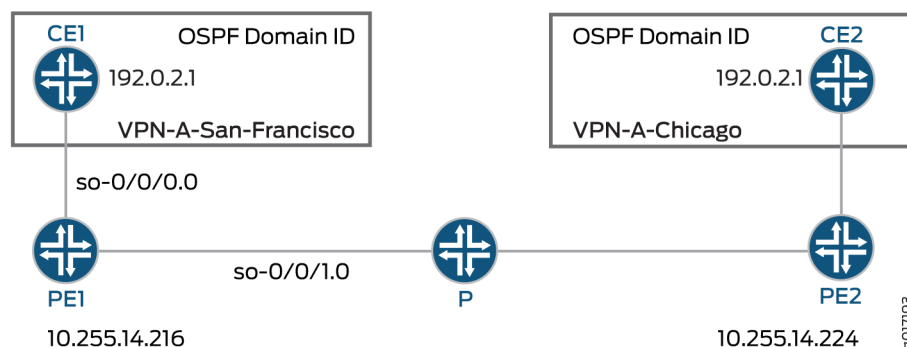 CE1
OSPF Domain ID
192.0.2.1
VPN-A-San-Francisco
OSPF Domain ID
CE2
192.0.2.1
VPN-A-Chicago
so-0/0/0.0
so-0/0/1.0
PE1
P
PE2
10.255.14.216
10.255.14.224
g017193